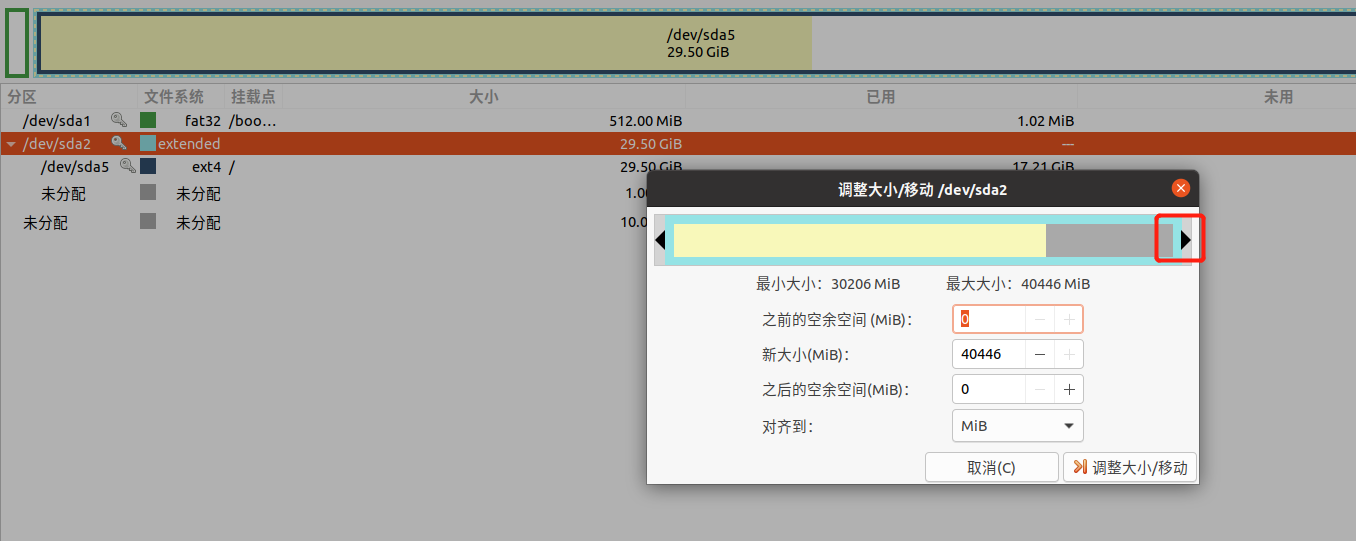 /dev/sda5
29.50 GiB
分区 文件系统 挂载点 大小 已用 未用
/dev/sda1 fat32 /boo... 512.00 MiB 1.02 MiB
/dev/sda2 extended 29.50 GiB ---
/dev/sda5 ext4 / 29.50 GiB 17.21 GiB
未分配 未分配 1.0
未分配 未分配 10.0
调整大小/移动 /dev/sda2
最小大小：30206 MiB 最大大小：40446 MiB
之前的空余空间 (MiB)： 0
新大小(MiB)： 40446
之后的空余空间(MiB)： 0
对齐到： MiB
取消(C) 调整大小/移动